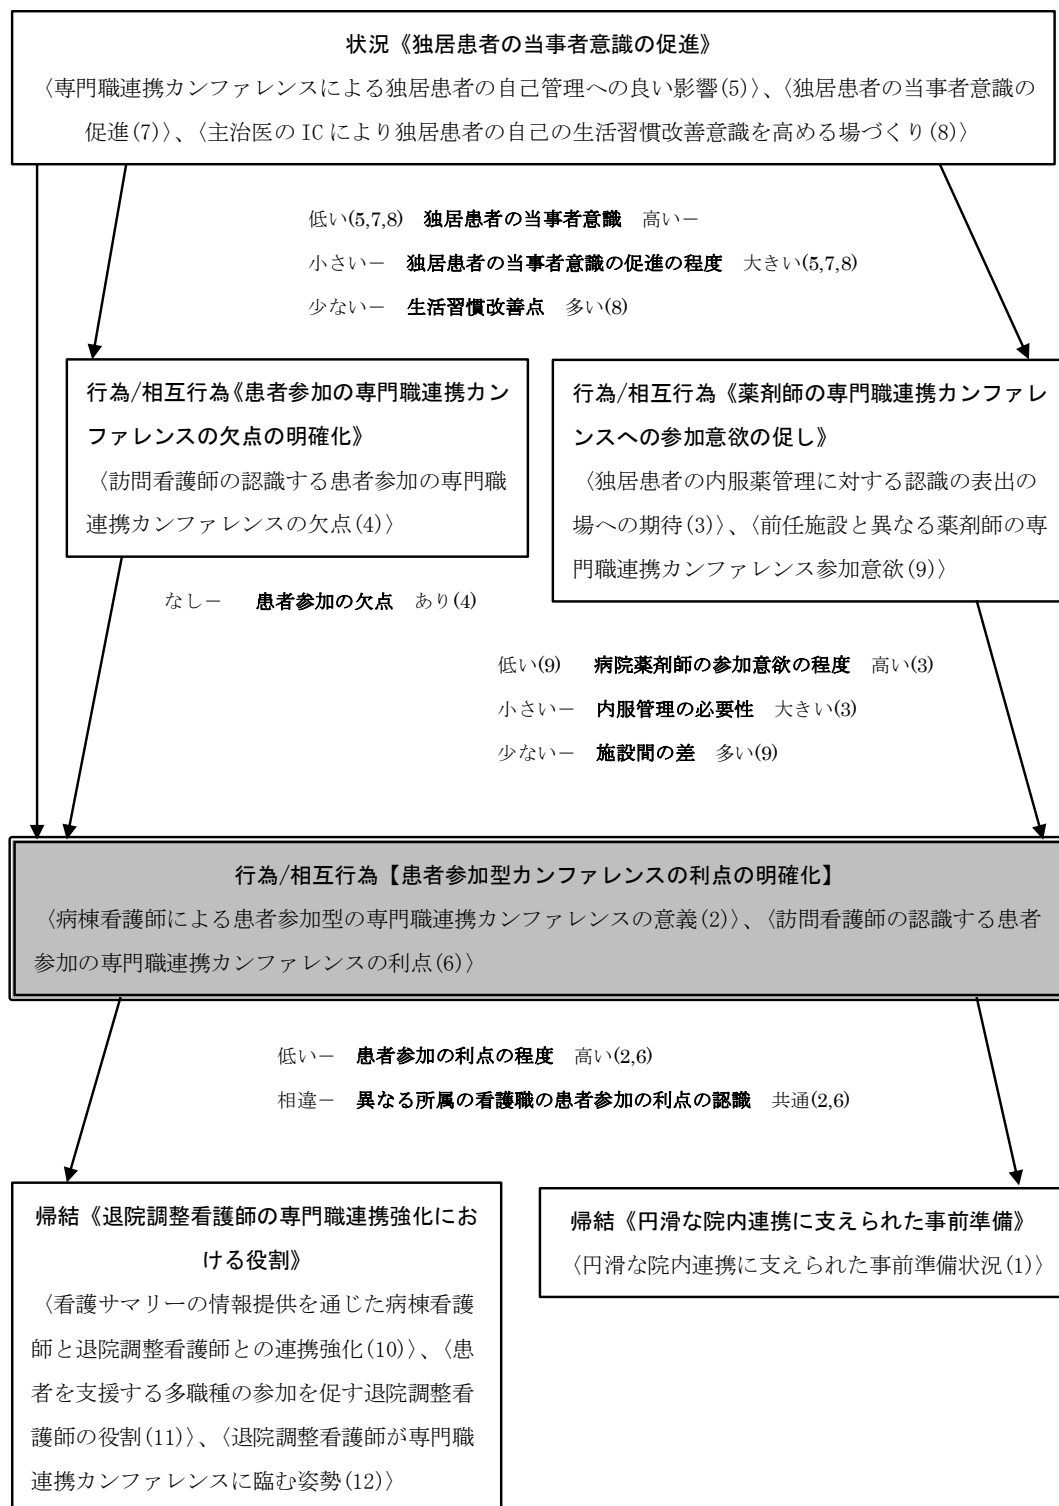 状況《独居患者の当事者意識の促進》
〈専門職連携カンファレンスによる独居患者の自己管理への良い影響(5)〉、〈独居患者の当事者意識の
促進(7)〉、〈主治医の IC により独居患者の自己の生活習慣改善意識を高める場づくり(8)〉
低い(5,7,8) 独居患者の当事者意識 高い－
小さい－ 独居患者の当事者意識の促進の程度 大きい(5,7,8)
少ない－ 生活習慣改善点 多い(8)
行為/相互行為《患者参加の専門職連携カン
ファレンスの欠点の明確化》
〈訪問看護師の認識する患者参加の専門職
連携カンファレンスの欠点(4)〉
行為/相互行為《薬剤師の専門職連携カンファレ
ンスへの参加意欲の促し》
〈独居患者の内服薬管理に対する認識の表出の
場への期待(3)〉、〈前任施設と異なる薬剤師の専
門職連携カンファレンス参加意欲(9)〉
なし－ 患者参加の欠点 あり(4)
低い(9) 病院薬剤師の参加意欲の程度 高い(3)
小さい－ 内服管理の必要性 大きい(3)
少ない－ 施設間の差 多い(9)
行為/相互行為【患者参加型カンファレンスの利点の明確化】
〈病棟看護師による患者参加型の専門職連携カンファレンスの意義(2)〉、〈訪問看護師の認識する患者
参加の専門職連携カンファレンスの利点(6)〉
低い－ 患者参加の利点の程度 高い(2,6)
相違－ 異なる所属の看護職の患者参加の利点の認識 共通(2,6)
帰結《退院調整看護師の専門職連携強化にお
ける役割》
〈看護サマリーの情報提供を通じた病棟看護
師と退院調整看護師との連携強化(10)〉、〈患
者を支援する多職種の参加を促す退院調整看
護師の役割(11)〉、〈退院調整看護師が専門職
連携カンファレンスに臨む姿勢(12)〉
帰結《円滑な院内連携に支えられた事前準備》
〈円滑な院内連携に支えられた事前準備状況(1)〉